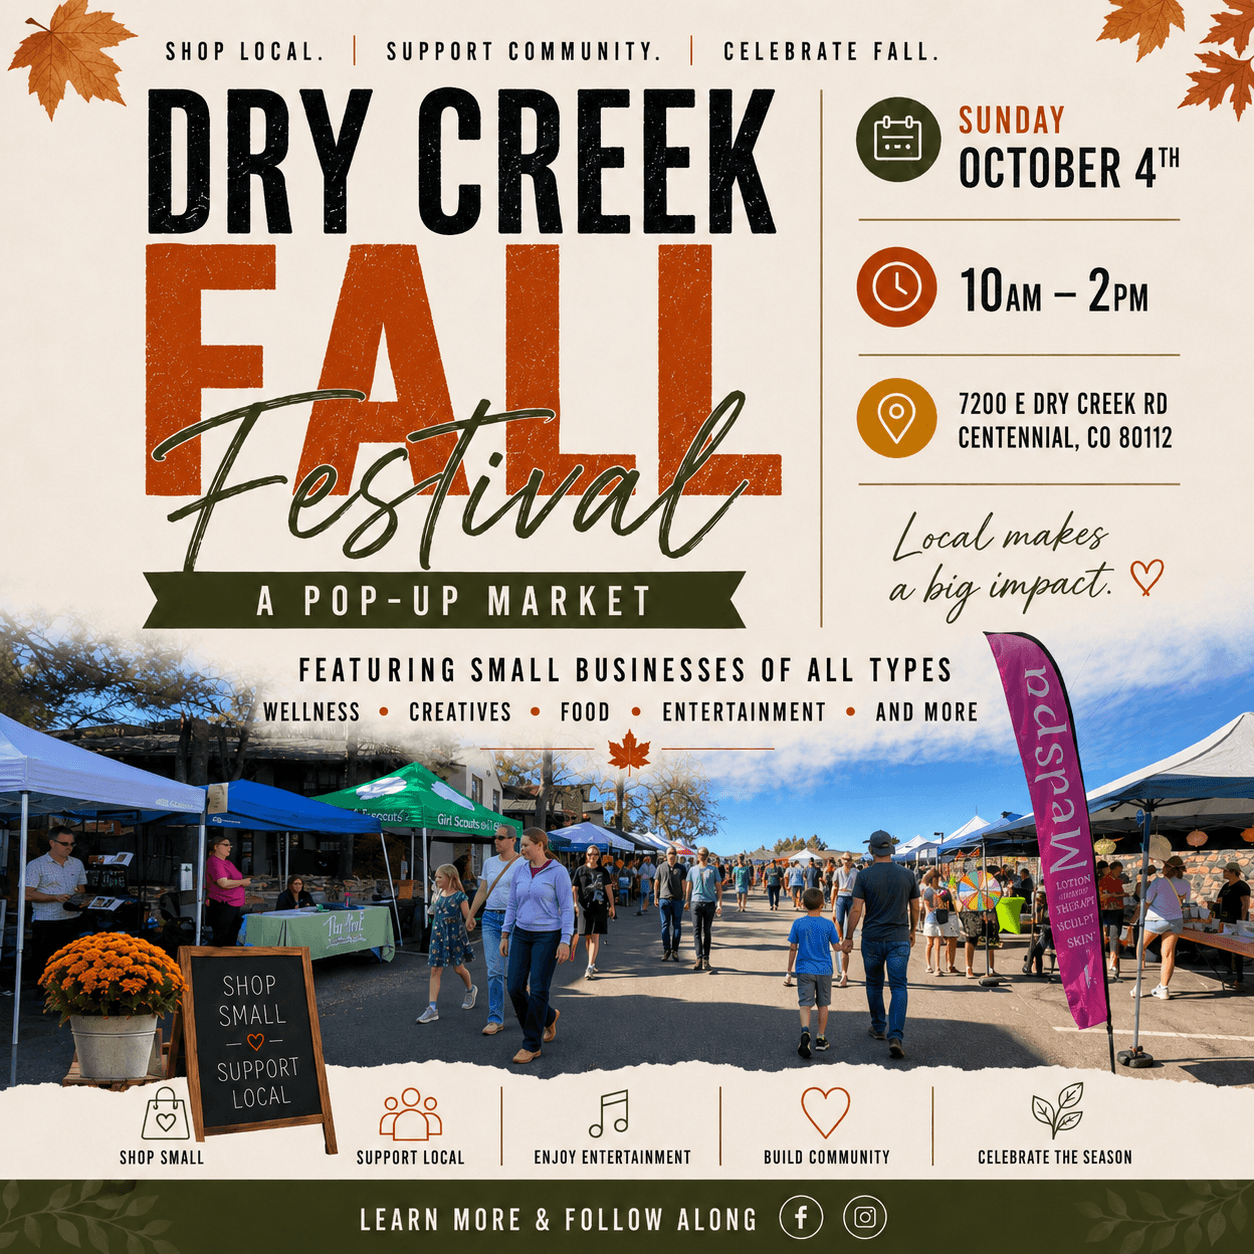 SHOP LOCAL. | SUPPORT COMMUNITY. | CELEBRATE FALL.
DRY CREEK
FALL
Festival
A POP-UP MARKET
SUNDAY
OCTOBER 4TH
10AM – 2PM
7200 E DRY CREEK RD
CENTENNIAL, CO 80112
Local makes
a big impact.
FEATURING SMALL BUSINESSES OF ALL TYPES
WELLNESS • CREATIVES • FOOD • ENTERTAINMENT • AND MORE
Girl Scouts
LOTION
THERAPY
SCULPT
SKIN
SHOP
SMALL
SUPPORT
LOCAL
SHOP SMALL
SUPPORT LOCAL
ENJOY ENTERTAINMENT
BUILD COMMUNITY
CELEBRATE THE SEASON
LEARN MORE & FOLLOW ALONG